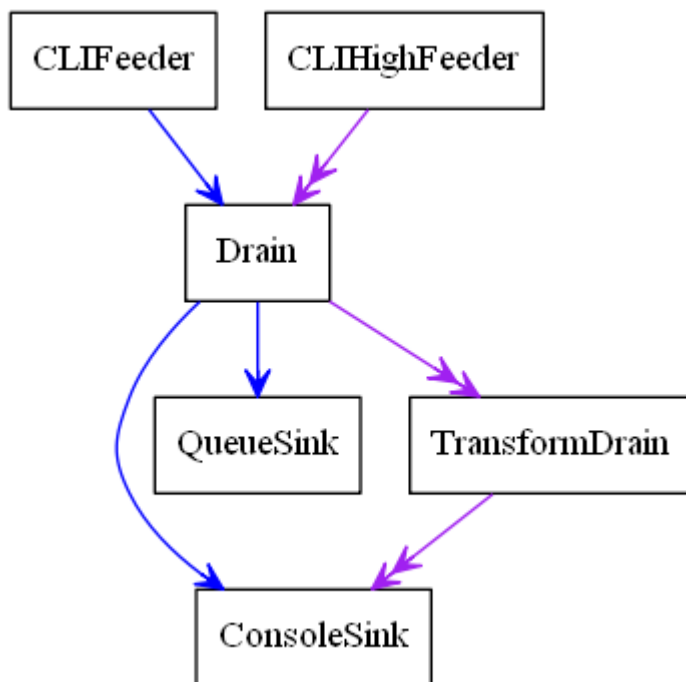 CLIFeeder
CLIHighFeeder
Drain
QueueSink
TransformDrain
ConsoleSink